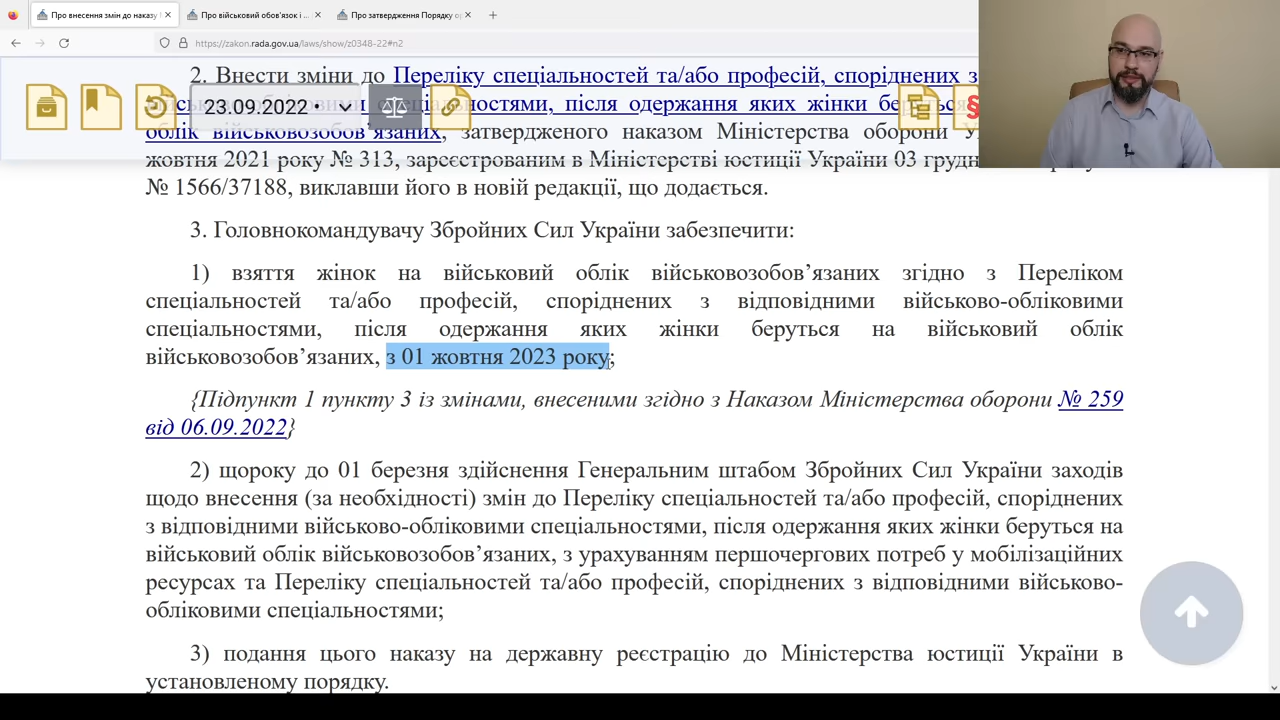 Про внесення змін до наказу
Про військовий обов'язок і ...
Про затвердження Порядку о
https://zakon.rada.gov.ua/laws/show/z0348-22#n2
2. Внести зміни до Переліку спеціальностей та/або професій, споріднених з
23.09.2022
спеціальностями, після одержання яких жінки беруться
облік військовозобов’язаних, затвердженого наказом Міністерства оборони
жовтня 2021 року № 313, зареєстрованим в Міністерстві юстиції України 03
№ 1566/37188, виклавши його в новій редакції, що додається.
3. Головнокомандувачу Збройних Сил України забезпечити:
1) взяття жінок на військовий облік військовозобов’язаних згідно з Переліком
спеціальностей та/або професій, споріднених з відповідними військово-обліковими
спеціальностями, після одержання яких жінки беруться на військовий облік
військовозобов’язаних, з 01 жовтня 2023 року;
{Підпункт 1 пункту 3 із змінами, внесеними згідно з Наказом Міністерства оборони № 259
від 06.09.2022}
2) щороку до 01 березня здійснення Генеральним штабом Збройних Сил України заходів
щодо внесення (за необхідності) змін до Переліку спеціальностей та/або професій, споріднених
з відповідними військово-обліковими спеціальностями, після одержання яких жінки беруться на
військовий облік військовозобов’язаних, з урахуванням першочергових потреб у мобілізаційних
ресурсах та Переліку спеціальностей та/або професій, споріднених з відповідними військово-
обліковими спеціальностями;
3) подання цього наказу на державну реєстрацію до Міністерства юстиції України в
установленому порядку.